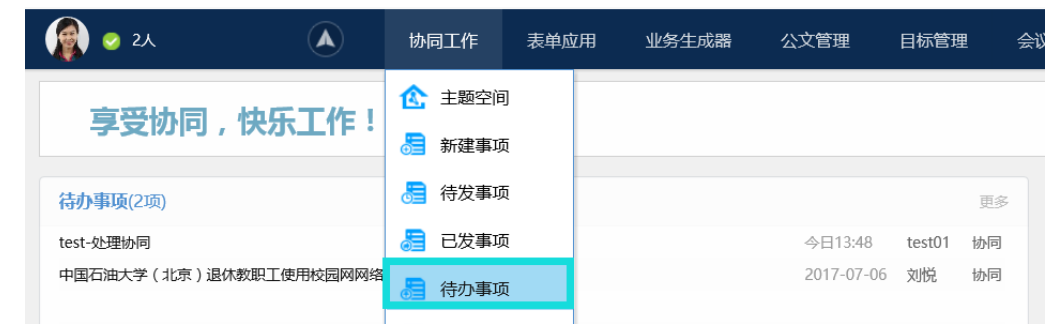 2人
协同工作
表单应用
业务生成器
公文管理
目标管理
会议
主题空间
享受协同，快乐工作！
新建事项
待发事项
待办事项(2项)
更多
已发事项
test-处理协同
今日13:48
test01
协同
待办事项
中国石油大学（北京）退休教职工使用校园网网络
2017-07-06
刘悦
协同